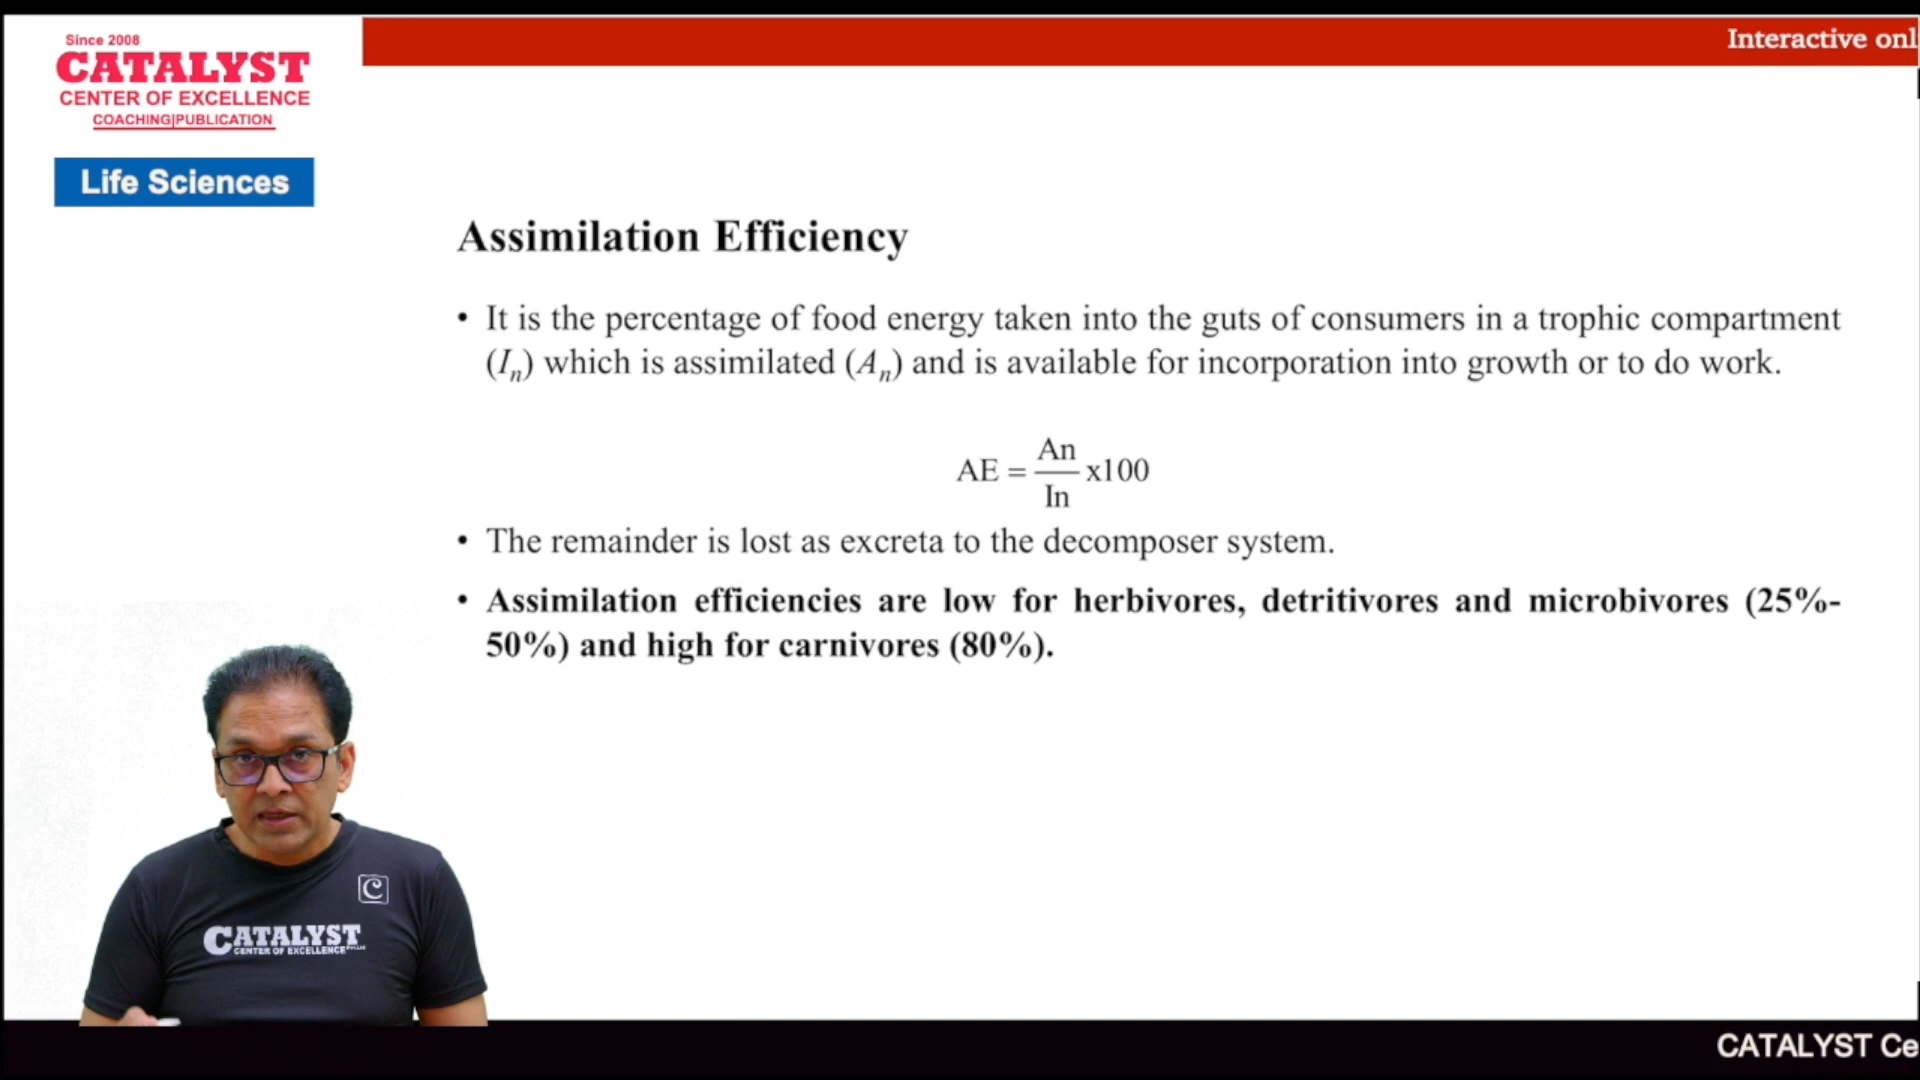 Since 2008
CATALYST
CENTER OF EXCELLENCE
COACHING|PUBLICATION
Interactive onl
Life Sciences
Assimilation Efficiency
• It is the percentage of food energy taken into the guts of consumers in a trophic compartment
(Iₙ) which is assimilated (Aₙ) and is available for incorporation into growth or to do work.
AE = An/In x100
• The remainder is lost as excreta to the decomposer system.
• Assimilation efficiencies are low for herbivores, detritivores and microbivores (25%-
50%) and high for carnivores (80%).
C
CATALYST
CENTER OF EXCELLENCE
CATALYST Ce